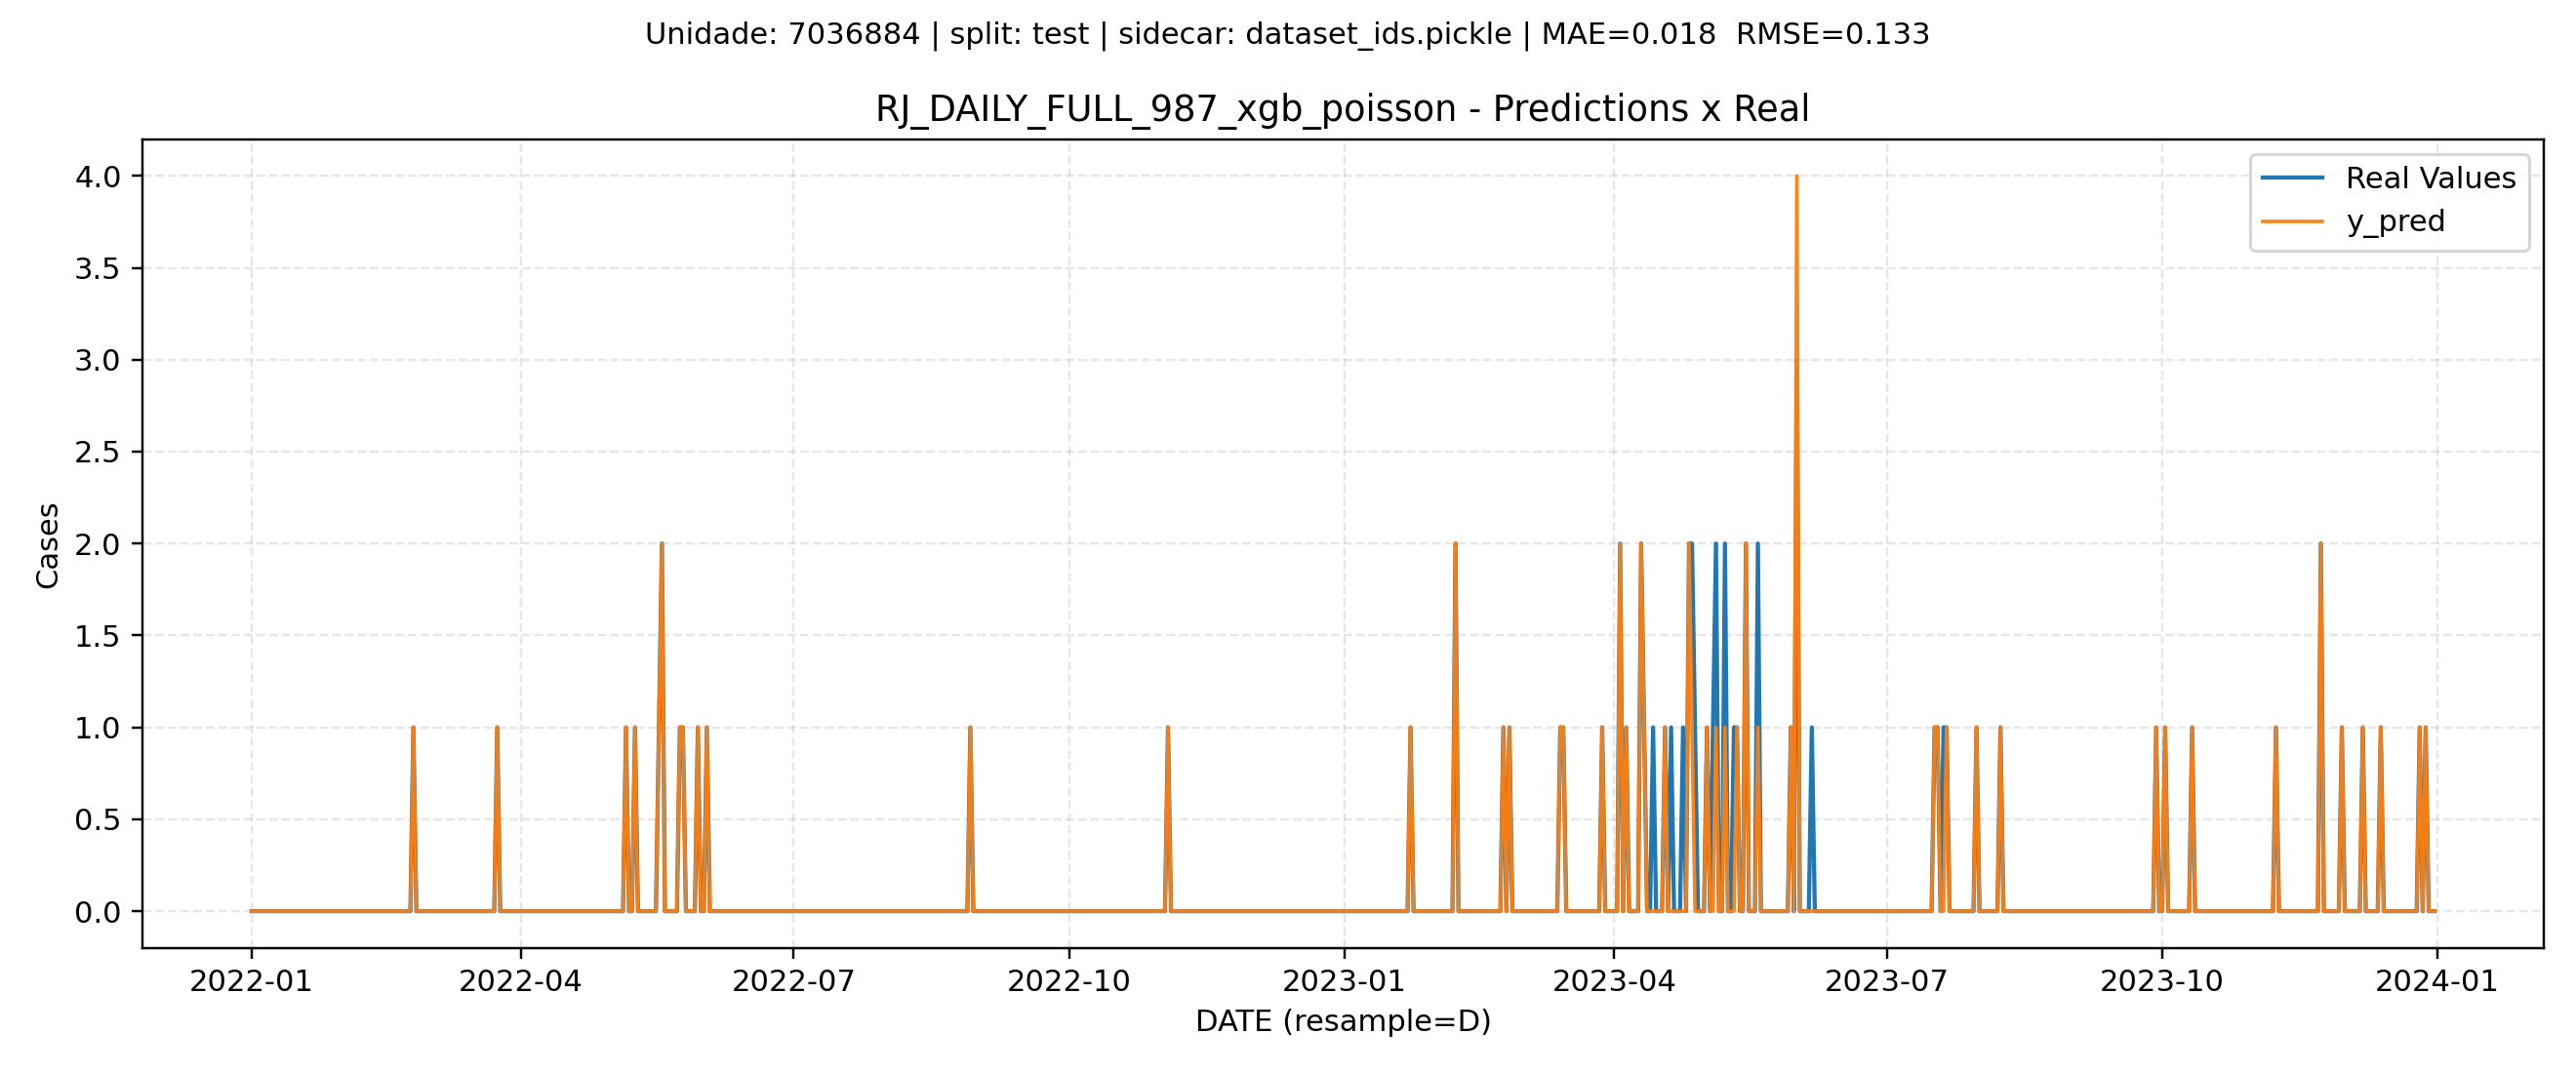 Unidade: 7036884 | split: test | sidecar: dataset_ids.pickle | MAE=0.018  RMSE=0.133
RJ_DAILY_FULL_987_xgb_poisson - Predictions x Real
Real Values
y_pred
Cases
4.0
3.5
3.0
2.5
2.0
1.5
1.0
0.5
0.0
2022-01 2022-04 2022-07 2022-10 2023-01 2023-04 2023-07 2023-10 2024-01
DATE (resample=D)